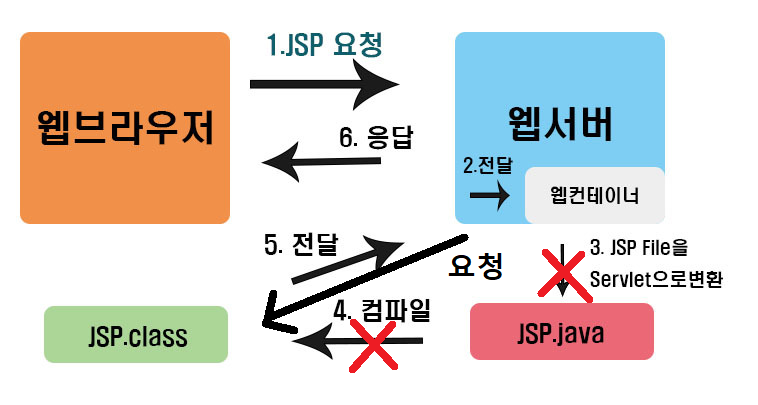 1.JSP 요청
웹브라우저
웹서버
6. 응답
2.전달
웹컨테이너
5. 전달
요청
3. JSP File을
Servlet으로변환
4. 컴파일
JSP.class
JSP.java